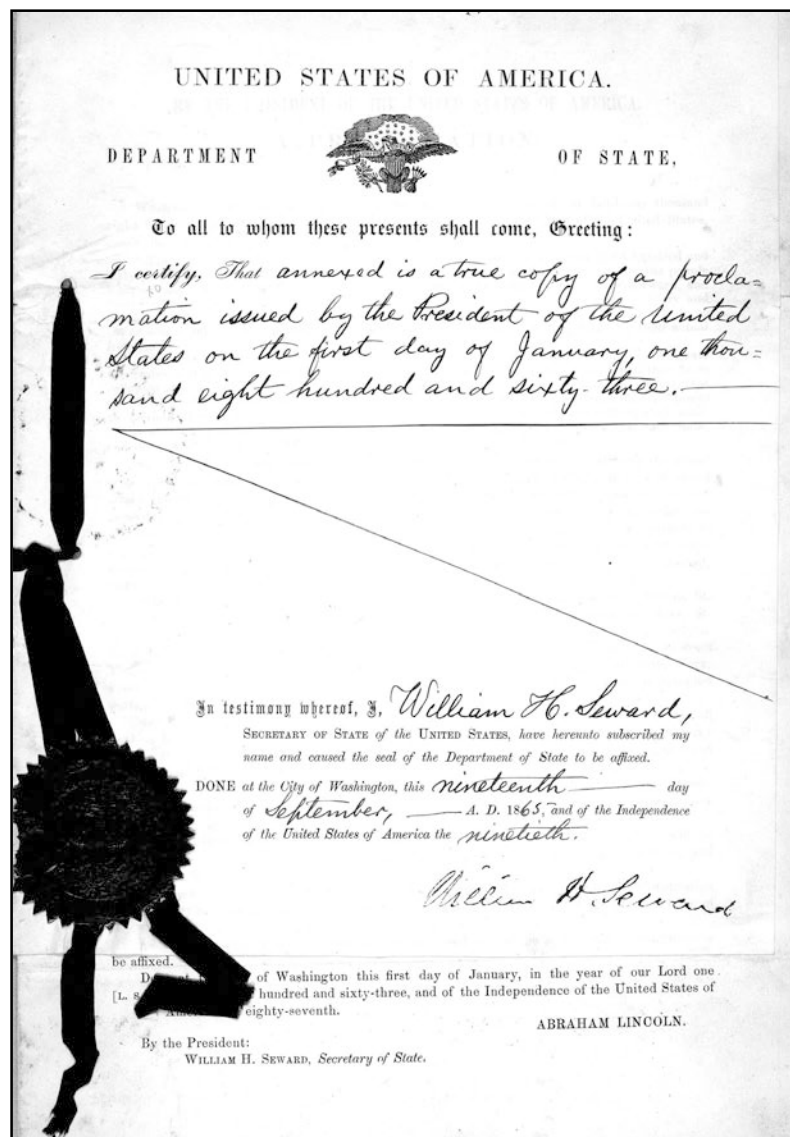 UNITED STATES OF AMERICA.
DEPARTMENT OF STATE,
To all to whom these presents shall come, Greeting:
I certify, That annexed is a true copy of a procla=
mation issued by the President of the United
States on the first day of January, one thou=
sand eight hundred and sixty-three.
In testimony whereof, I, William H. Seward,
SECRETARY OF STATE of the UNITED STATES, have hereunto subscribed my
name and caused the seal of the Department of State to be affixed.
DONE at the City of Washington, this nineteenth day
of September, A. D. 1865, and of the Independence
of the United States of America the ninetieth.
William H. Seward
be affixed.
of Washington this first day of January, in the year of our Lord one
[L. S. hundred and sixty-three, and of the Independence of the United States of
eighty-seventh.
ABRAHAM LINCOLN.
By the President:
WILLIAM H. SEWARD, Secretary of State.